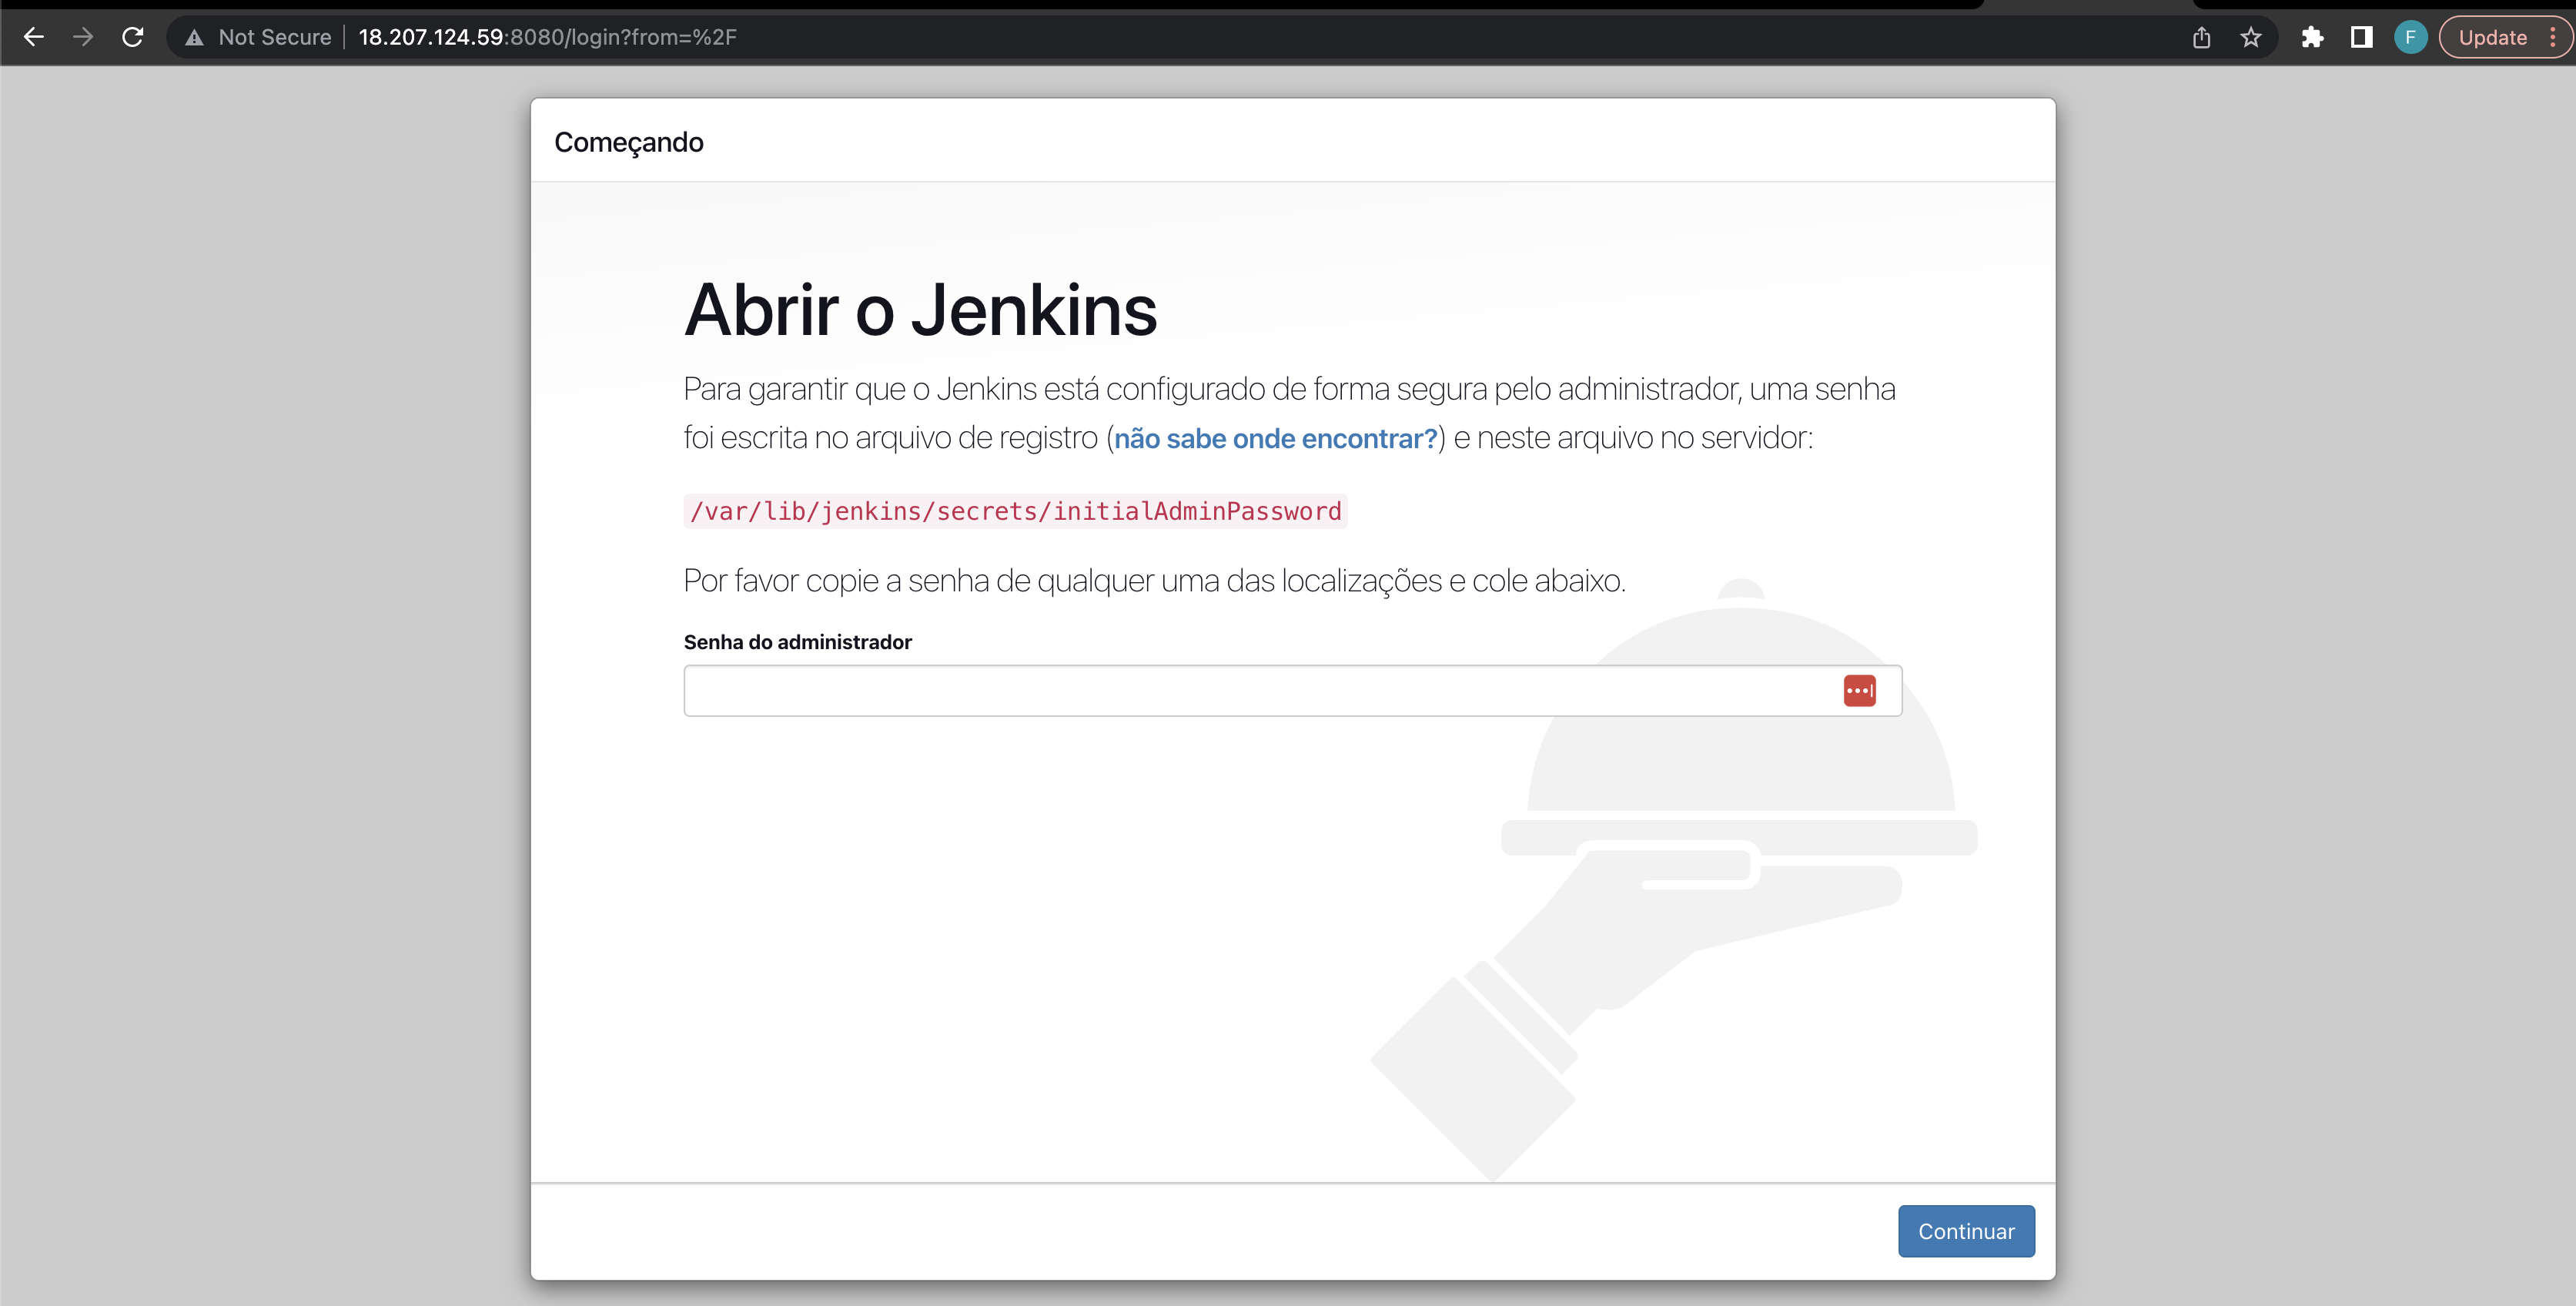 Not Secure 18.207.124.59:8080/login?from=%2F
F Update
Começando
Abrir o Jenkins
Para garantir que o Jenkins está configurado de forma segura pelo administrador, uma senha
foi escrita no arquivo de registro (não sabe onde encontrar?) e neste arquivo no servidor:
/var/lib/jenkins/secrets/initialAdminPassword
Por favor copie a senha de qualquer uma das localizações e cole abaixo.
Senha do administrador
Continuar